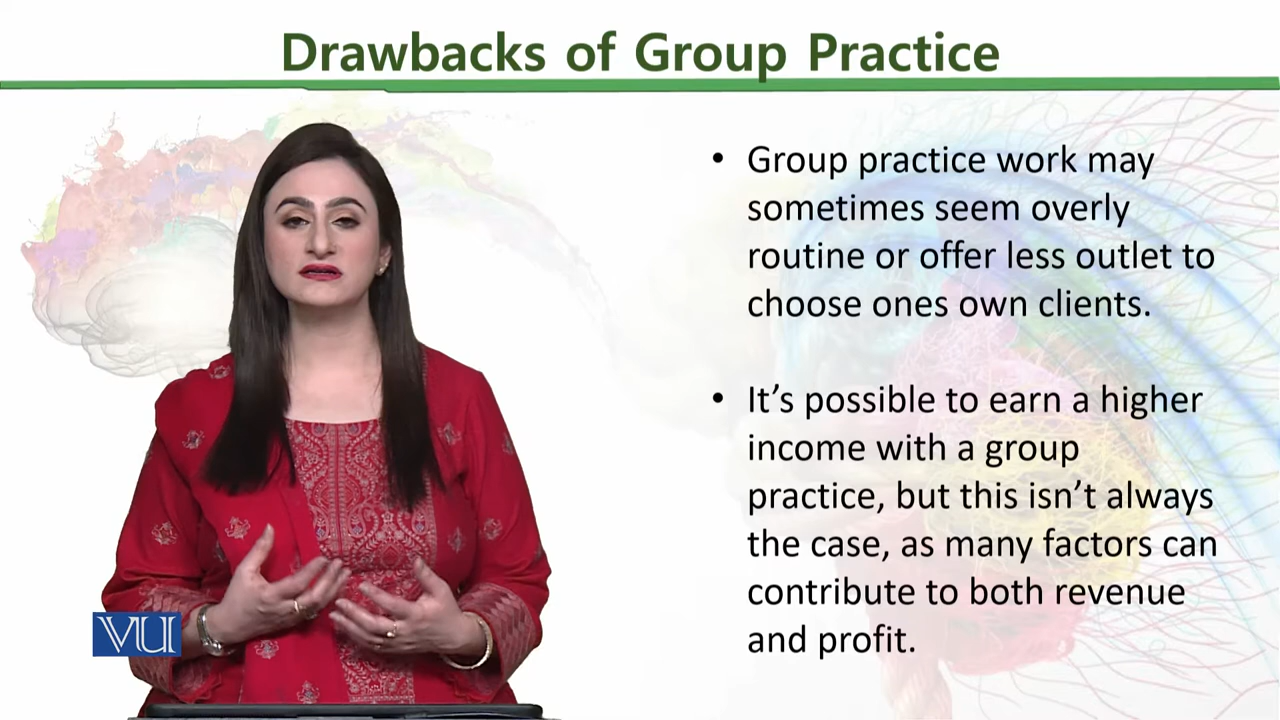 Drawbacks of Group Practice
• Group practice work may
sometimes seem overly
routine or offer less outlet to
choose ones own clients.
• It’s possible to earn a higher
income with a group
practice, but this isn’t always
the case, as many factors can
contribute to both revenue
and profit.
VU